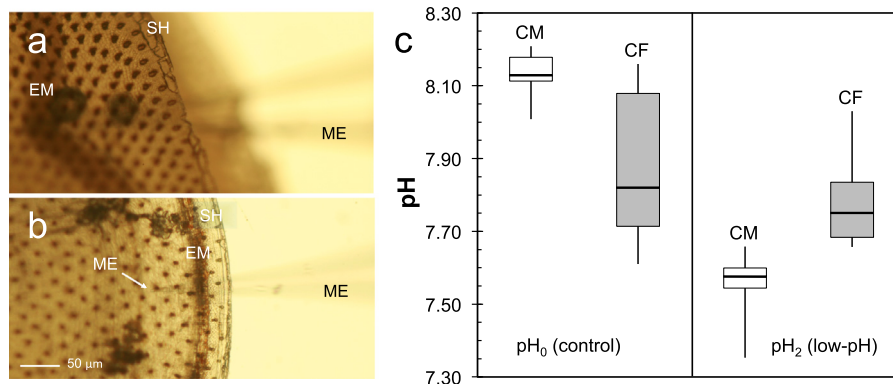 a
SH
EM
ME
b
SH
EM
ME
ME
50 µm
c
pH
8.30
8.10
7.90
7.70
7.50
7.30
CM
CF
CM
CF
pH₀ (control)
pH₂ (low-pH)